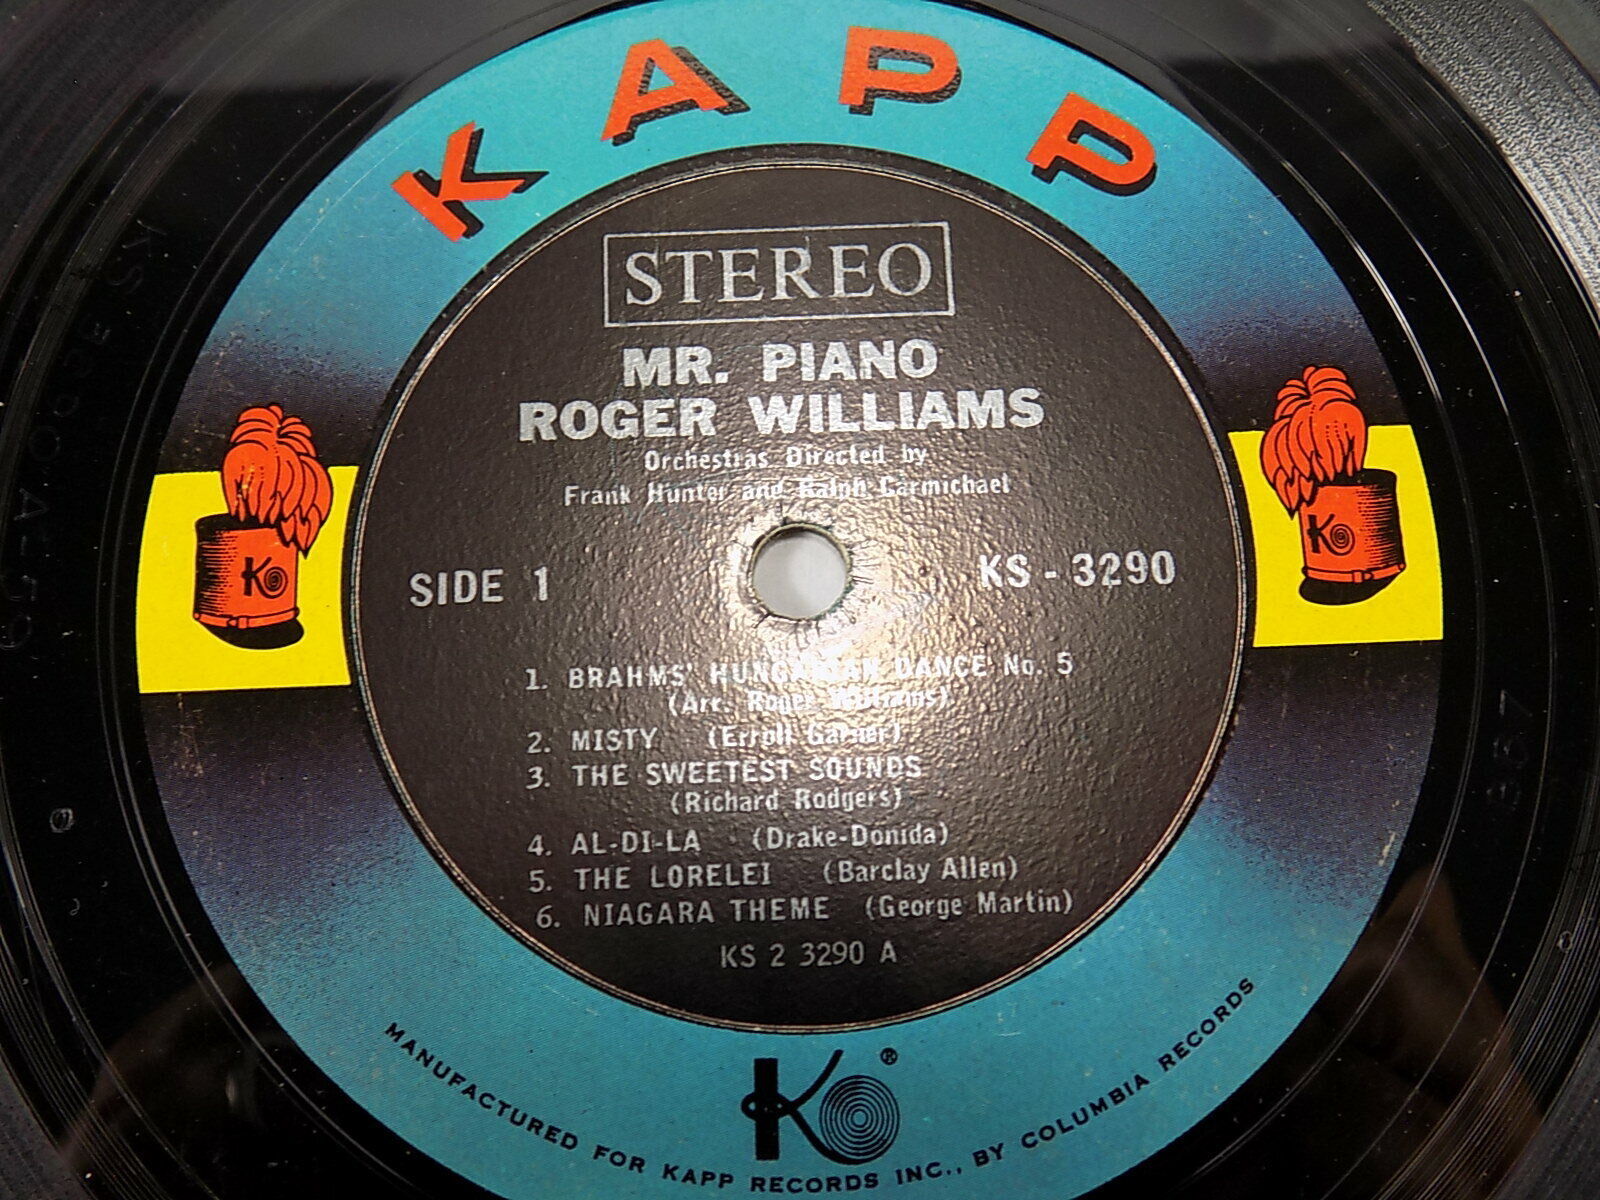 KAPP
STEREO
MR. PIANO
ROGER WILLIAMS
Orchestras Directed by
Frank Hunter and Ralph Carmichael
SIDE 1
KS - 3290
1. BRAHMS' HUNGARIAN DANCE No. 5
(Arr. Roger Williams)
2. MISTY (Erroll Garner)
3. THE SWEETEST SOUNDS
(Richard Rodgers)
4. AL-DI-LA (Drake-Donida)
5. THE LORELEI (Barclay Allen)
6. NIAGARA THEME (George Martin)
KS 2 3290 A
K
K
K ®
MANUFACTURED FOR KAPP RECORDS INC., BY COLUMBIA RECORDS